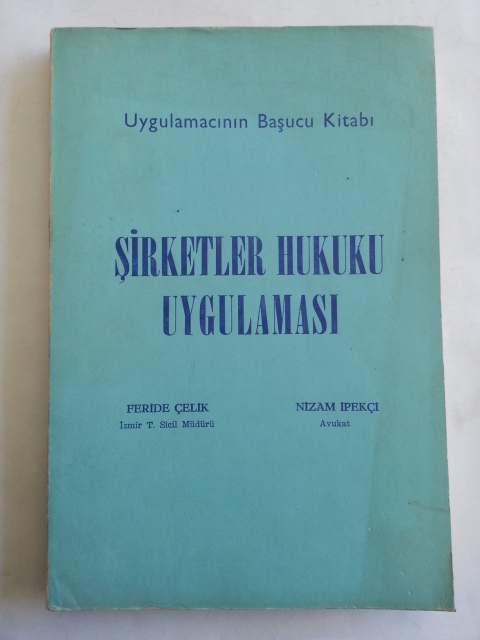 Uygulamacının Başucu Kitabı
ŞİRKETLER HUKUKU
UYGULAMASI
FERİDE ÇELİK
İzmir T. Sicil Müdürü
NİZAM İPEKÇİ
Avukat